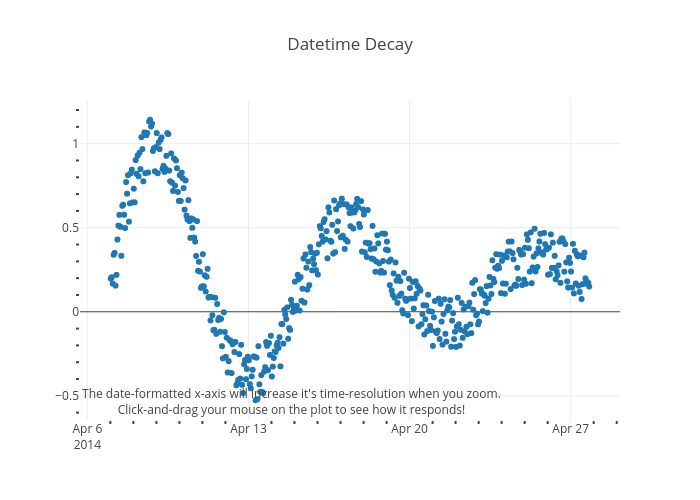 Datetime Decay
1
0.5
0
−0.5
The date-formatted x-axis will increase it's time-resolution when you zoom.
Click-and-drag your mouse on the plot to see how it responds!
Apr 6
2014
Apr 13
Apr 20
Apr 27